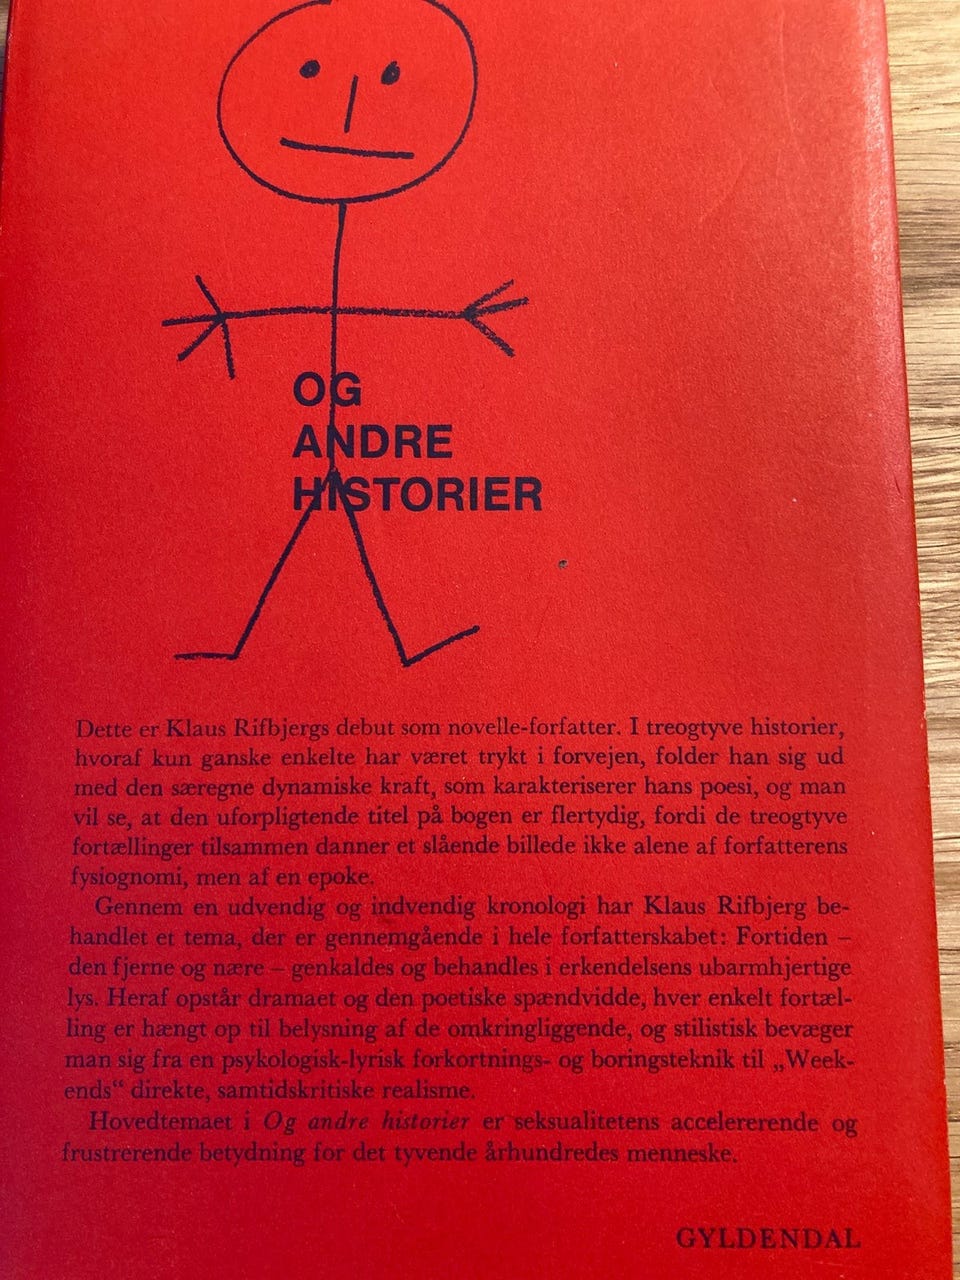 OG
ANDRE
HISTORIER
Dette er Klaus Rifbjergs debut som novelle-forfatter. I treogtyve historier,
hvoraf kun ganske enkelte har været trykt i forvejen, folder han sig ud
med den særegne dynamiske kraft, som karakteriserer hans poesi, og man
vil se, at den uforpligtende titel på bogen er flertydig, fordi de treogtyve
fortællinger tilsammen danner et slående billede ikke alene af forfatterens
fysiognomi, men af en epoke.
Gennem en udvendig og indvendig kronologi har Klaus Rifbjerg be-
handlet et tema, der er gennemgående i hele forfatterskabet: Fortiden –
den fjerne og nære – genkaldes og behandles i erkendelsens ubarmhjertige
lys. Heraf opstår dramaet og den poetiske spændvidde, hver enkelt fortæl-
ling er hængt op til belysning af de omkringliggende, og stilistisk bevæger
man sig fra en psykologisk-lyrisk forkortnings- og boringsteknik til „Week-
ends“ direkte, samtidskritiske realisme.
Hovedtemaet i Og andre historier er seksualitetens accelererende og
frustrerende betydning for det tyvende århundredes menneske.
GYLDENDAL